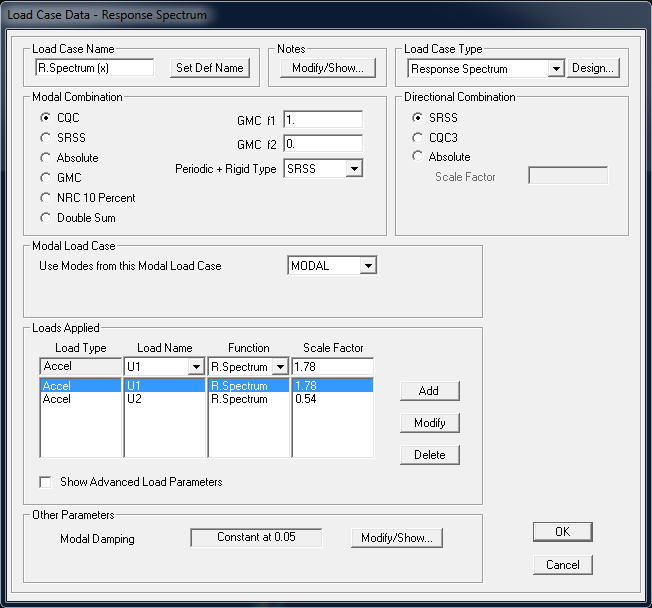 Load Case Data - Response Spectrum
Load Case Name
R.Spectrum (x)
Set Def Name
Notes
Modify/Show...
Load Case Type
Response Spectrum
Design...
Modal Combination
CQC
SRSS
Absolute
GMC
NRC 10 Percent
Double Sum
GMC f1
1.
GMC f2
0.
Periodic + Rigid Type
SRSS
Directional Combination
SRSS
CQC3
Absolute
Scale Factor
Modal Load Case
Use Modes from this Modal Load Case
MODAL
Loads Applied
Load Type Load Name Function Scale Factor
Accel U1 R.Spectrum 1.78
Accel U1 R.Spectrum 1.78
Accel U2 R.Spectrum 0.54
Add
Modify
Delete
Show Advanced Load Parameters
Other Parameters
Modal Damping
Constant at 0.05
Modify/Show...
OK
Cancel